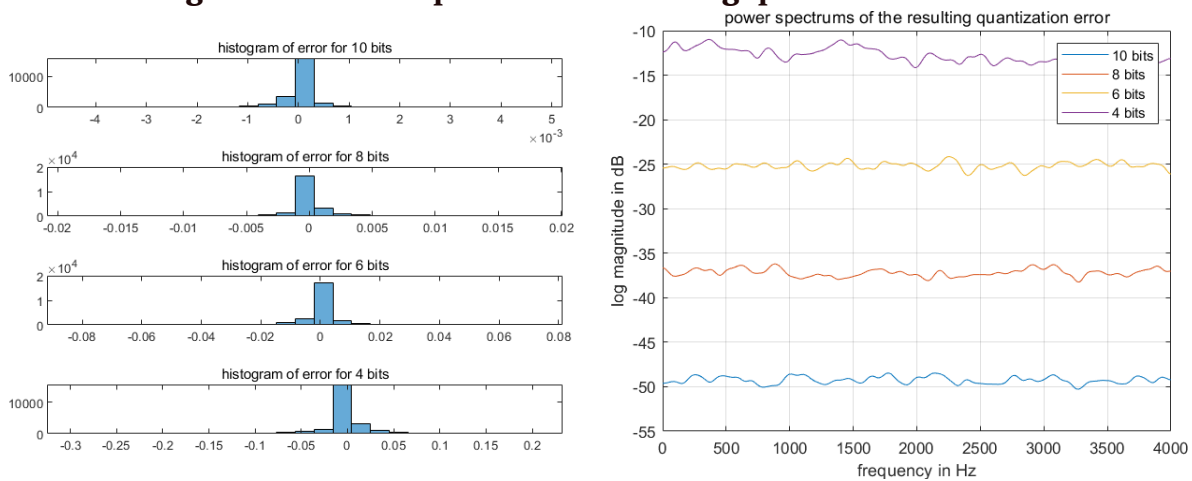 power spectrums of the resulting quantization error
histogram of error for 10 bits
10000
0
-4 -3 -2 -1 0 1 2 3 4 5
×10⁻³
histogram of error for 8 bits
×10⁴
2
1
0
-0.02 -0.015 -0.01 -0.005 0 0.005 0.01 0.015 0.02
histogram of error for 6 bits
×10⁴
2
1
0
-0.08 -0.06 -0.04 -0.02 0 0.02 0.04 0.06 0.08
histogram of error for 4 bits
10000
0
-0.3 -0.25 -0.2 -0.15 -0.1 -0.05 0 0.05 0.1 0.15 0.2
log magnitude in dB
-10
-15
-20
-25
-30
-35
-40
-45
-50
-55
10 bits
8 bits
6 bits
4 bits
0 500 1000 1500 2000 2500 3000 3500 4000
frequency in Hz